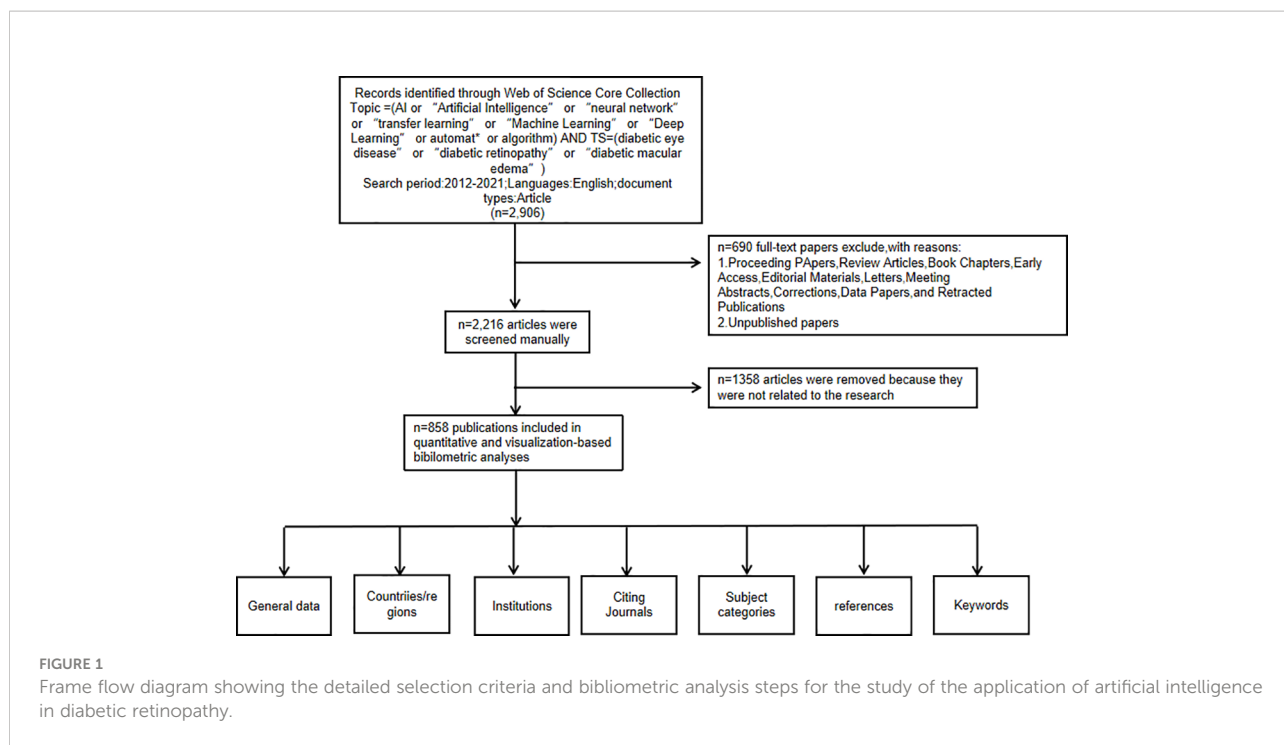 Records identified through Web of Science Core Collection
Topic =(AI or “Artificial Intelligence” or “neural network”
or “transfer learning” or “Machine Learning” or “Deep
Learning” or automat* or algorithm) AND TS=(diabetic eye
disease” or “diabetic retinopathy” or “diabetic macular
edema” )
Search period:2012-2021;Languages:English;document
types:Article
(n=2,906)
n=690 full-text papers exclude,with reasons:
1.Proceeding PApers,Review Articles,Book Chapters,Early
Access,Editorial Materials,Letters,Meeting
Abstracts,Corrections,Data Papers,and Retracted
Publications
2.Unpublished papers
n=2,216 articles were
screened manually
n=1358 articles were removed because they
were not related to the research
n=858 publications included in
quantitative and visualization-based
bibilometric analyses
General data
Countriies/re
gions
Institutions
Citing
Journals
Subject
categories
references
Keywords
FIGURE 1
Frame flow diagram showing the detailed selection criteria and bibliometric analysis steps for the study of the application of artificial intelligence
in diabetic retinopathy.